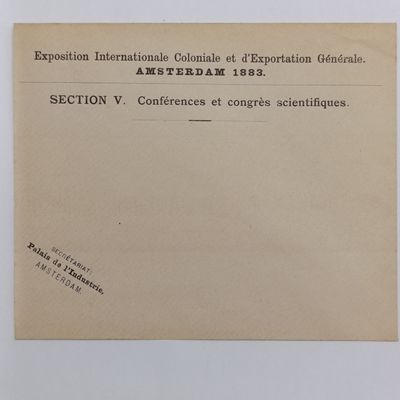 Exposition Internationale Coloniale et d'Exportation Générale.
AMSTERDAM 1883.
SECTION V. Conférences et congrès scientifiques.
SECRÉTARIAT:
Palais de l'Industrie,
AMSTERDAM.